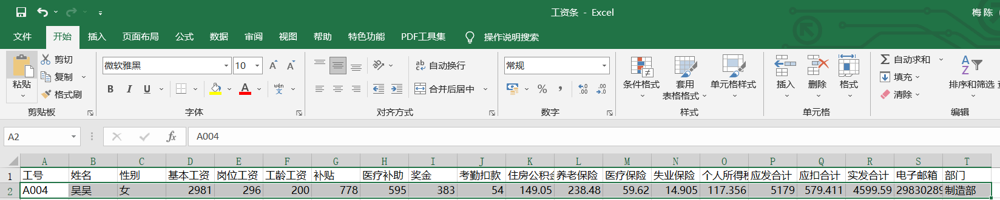 工资条 - Excel
梅 陈
文件 开始 插入 页面布局 公式 数据 审阅 视图 帮助 特色功能 PDF工具集 操作说明搜索
粘贴
剪切
复制
格式刷
剪贴板
微软雅黑 10 A A
B I U A wén 文
字体
ab c 自动换行
合并后居中
对齐方式
常规
% , .0 .00 .00 .0
数字
条件格式
套用
表格格式
单元格样式
样式
插入 删除 格式
单元格
Σ 自动求和
填充
清除
A Z
排序和筛选
编辑
A2 fx A004
A B C D E F G H I J K L M N O P Q R S T
1 工号 姓名 性别 基本工资 岗位工资 工龄工资 补贴 医疗补助 奖金 考勤扣款 住房公积金 养老保险 医疗保险 失业保险 个人所得税 应发合计 应扣合计 实发合计 电子邮箱 部门
2 A004 吴昊 女 2981 296 200 778 595 383 54 149.05 238.48 59.62 14.905 117.356 5179 579.411 4599.59 29830289 制造部